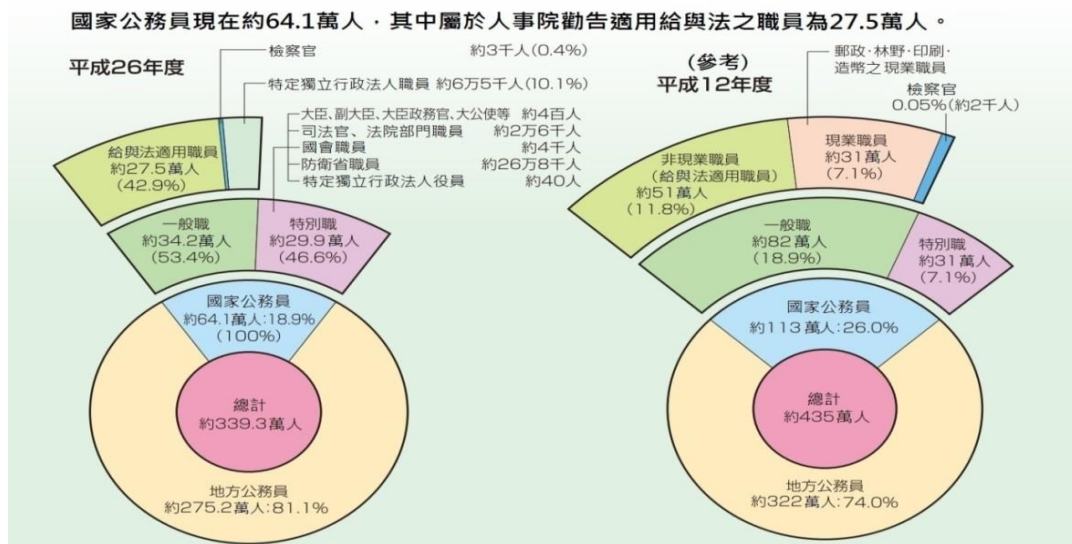 國家公務員現在約64.1萬人，其中屬於人事院勸告適用給與法之職員為27.5萬人。
平成26年度
檢察官 約3千人(0.4%)
特定獨立行政法人職員 約6万5千人(10.1%)
大臣、副大臣、大臣政務官、大公使等 約4百人
司法官、法院部門職員 約2万6千人
國會職員 約4千人
防衛省職員 約26万8千人
特定獨立行政法人役員 約40人
給與法適用職員
約27.5萬人
(42.9%)
一般職
約34.2萬人
(53.4%)
特別職
約29.9萬人
(46.6%)
國家公務員
約64.1萬人:18.9%
(100%)
總計
約339.3萬人
地方公務員
約275.2萬人:81.1%
(參考)
平成12年度
郵政·林野·印刷·
造幣之現業職員
檢察官
0.05%(約2千人)
現業職員
約31萬人
(7.1%)
非現業職員
(給與法適用職員)
約51萬人
(11.8%)
一般職
約82萬人
(18.9%)
特別職
約31萬人
(7.1%)
國家公務員
約113萬人:26.0%
總計
約435萬人
地方公務員
約322萬人:74.0%